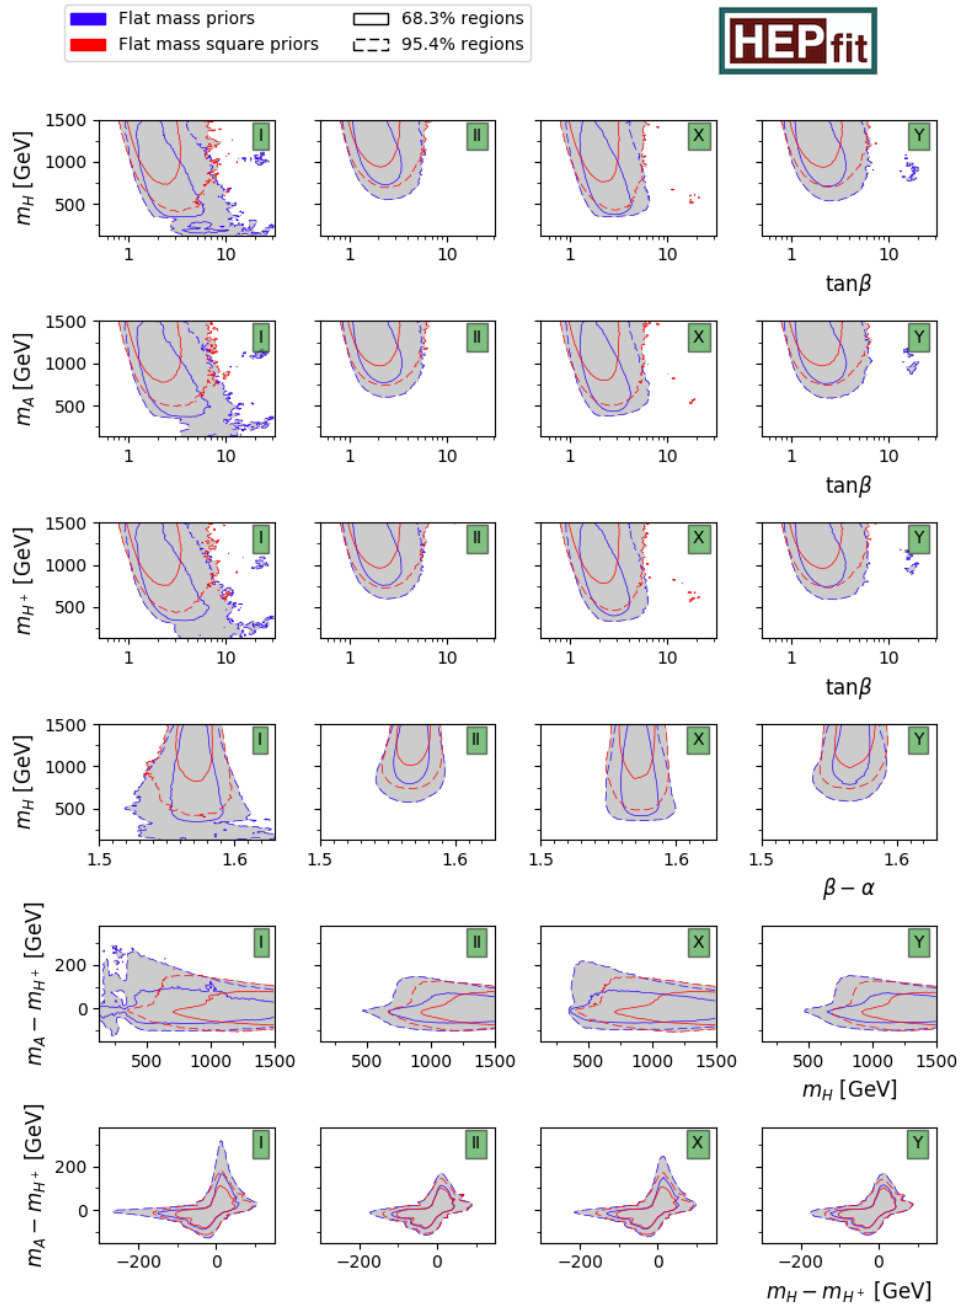 Flat mass priors 68.3% regions
Flat mass square priors 95.4% regions
HEPfit
m_H [GeV]
1500
1000
500
I II X Y
1 10 1 10 1 10 1 10
tanβ
m_A [GeV]
1500
1000
500
I II X Y
1 10 1 10 1 10 1 10
tanβ
m_H⁺ [GeV]
1500
1000
500
I II X Y
1 10 1 10 1 10 1 10
tanβ
m_H [GeV]
1500
1000
500
I II X Y
1.5 1.6 1.5 1.6 1.5 1.6 1.5 1.6
β − α
m_A − m_H⁺ [GeV]
200
0
I II X Y
500 1000 1500 500 1000 1500 500 1000 1500 500 1000 1500
m_H [GeV]
m_A − m_H⁺ [GeV]
200
0
I II X Y
−200 0 −200 0 −200 0 −200 0
m_H − m_H⁺ [GeV]